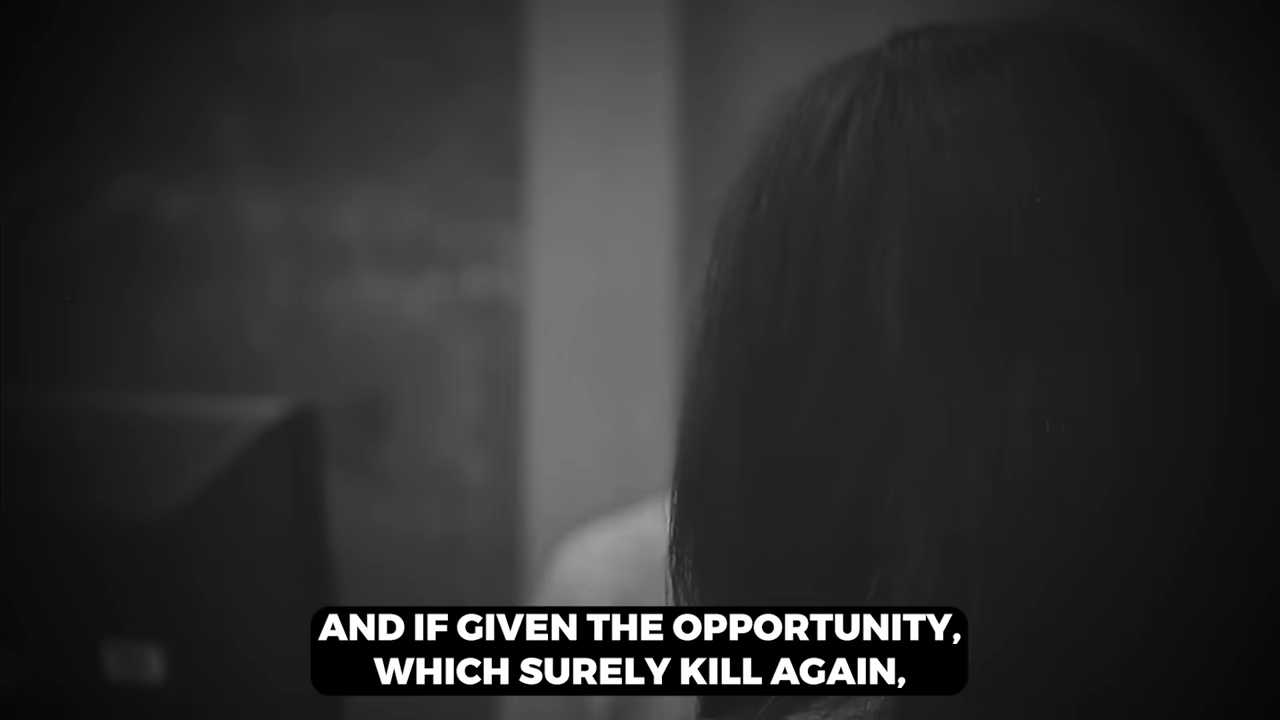 AND IF GIVEN THE OPPORTUNITY,
WHICH SURELY KILL AGAIN,